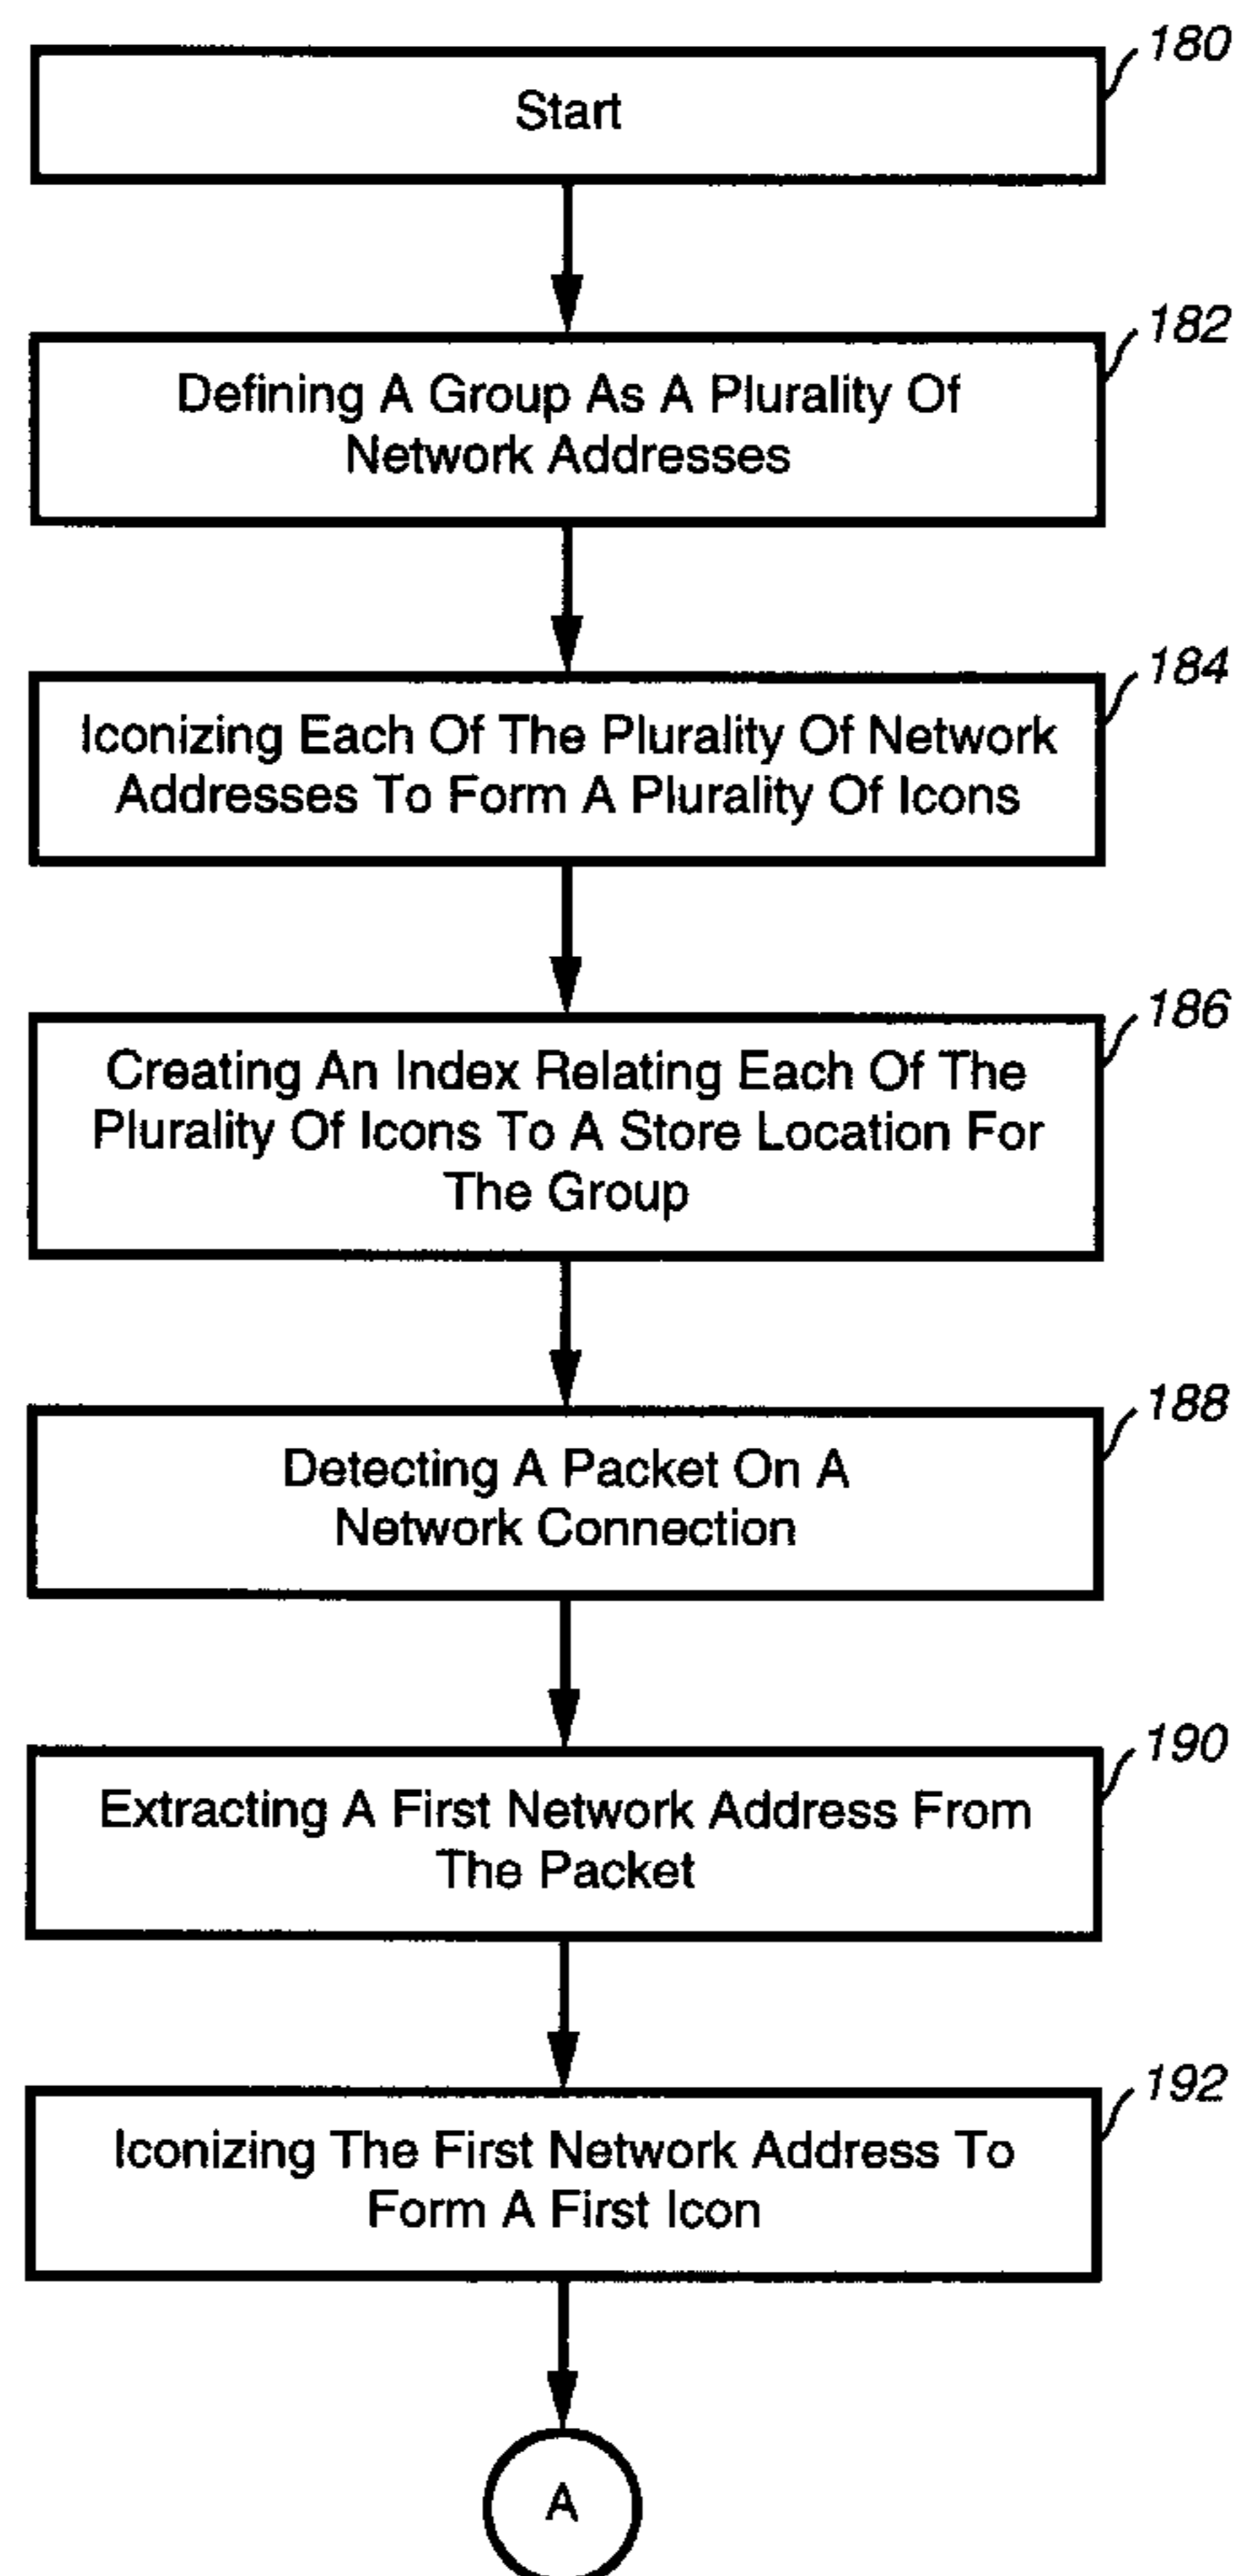 180
Start
182
Defining A Group As A Plurality Of
Network Addresses
184
Iconizing Each Of The Plurality Of Network
Addresses To Form A Plurality Of Icons
186
Creating An Index Relating Each Of The
Plurality Of Icons To A Store Location For
The Group
188
Detecting A Packet On A
Network Connection
190
Extracting A First Network Address From
The Packet
192
Iconizing The First Network Address To
Form A First Icon
A